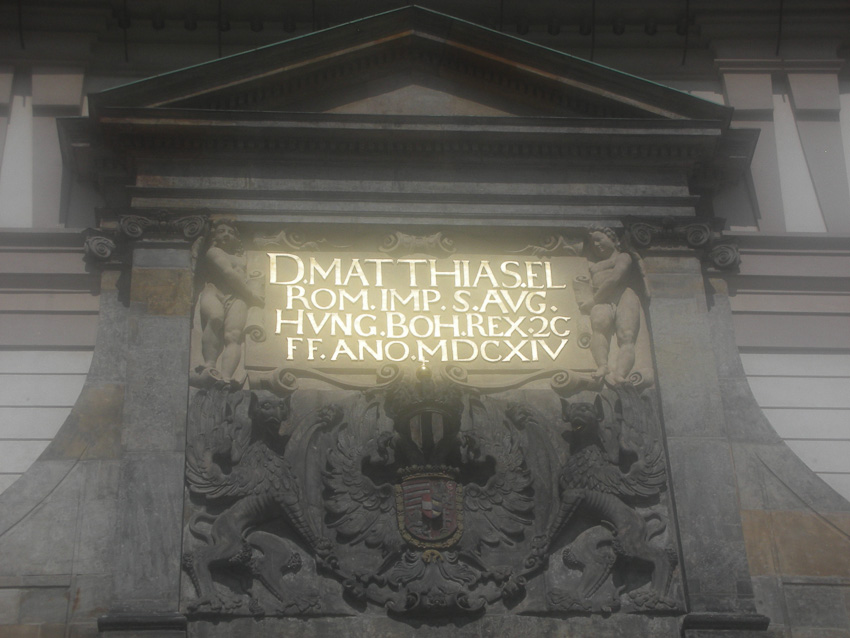 D.MATTHIAS.EL
ROM.IMP.S.AVG.
HVNG.BOH.REX.2C
FF.ANO.MDCXIV